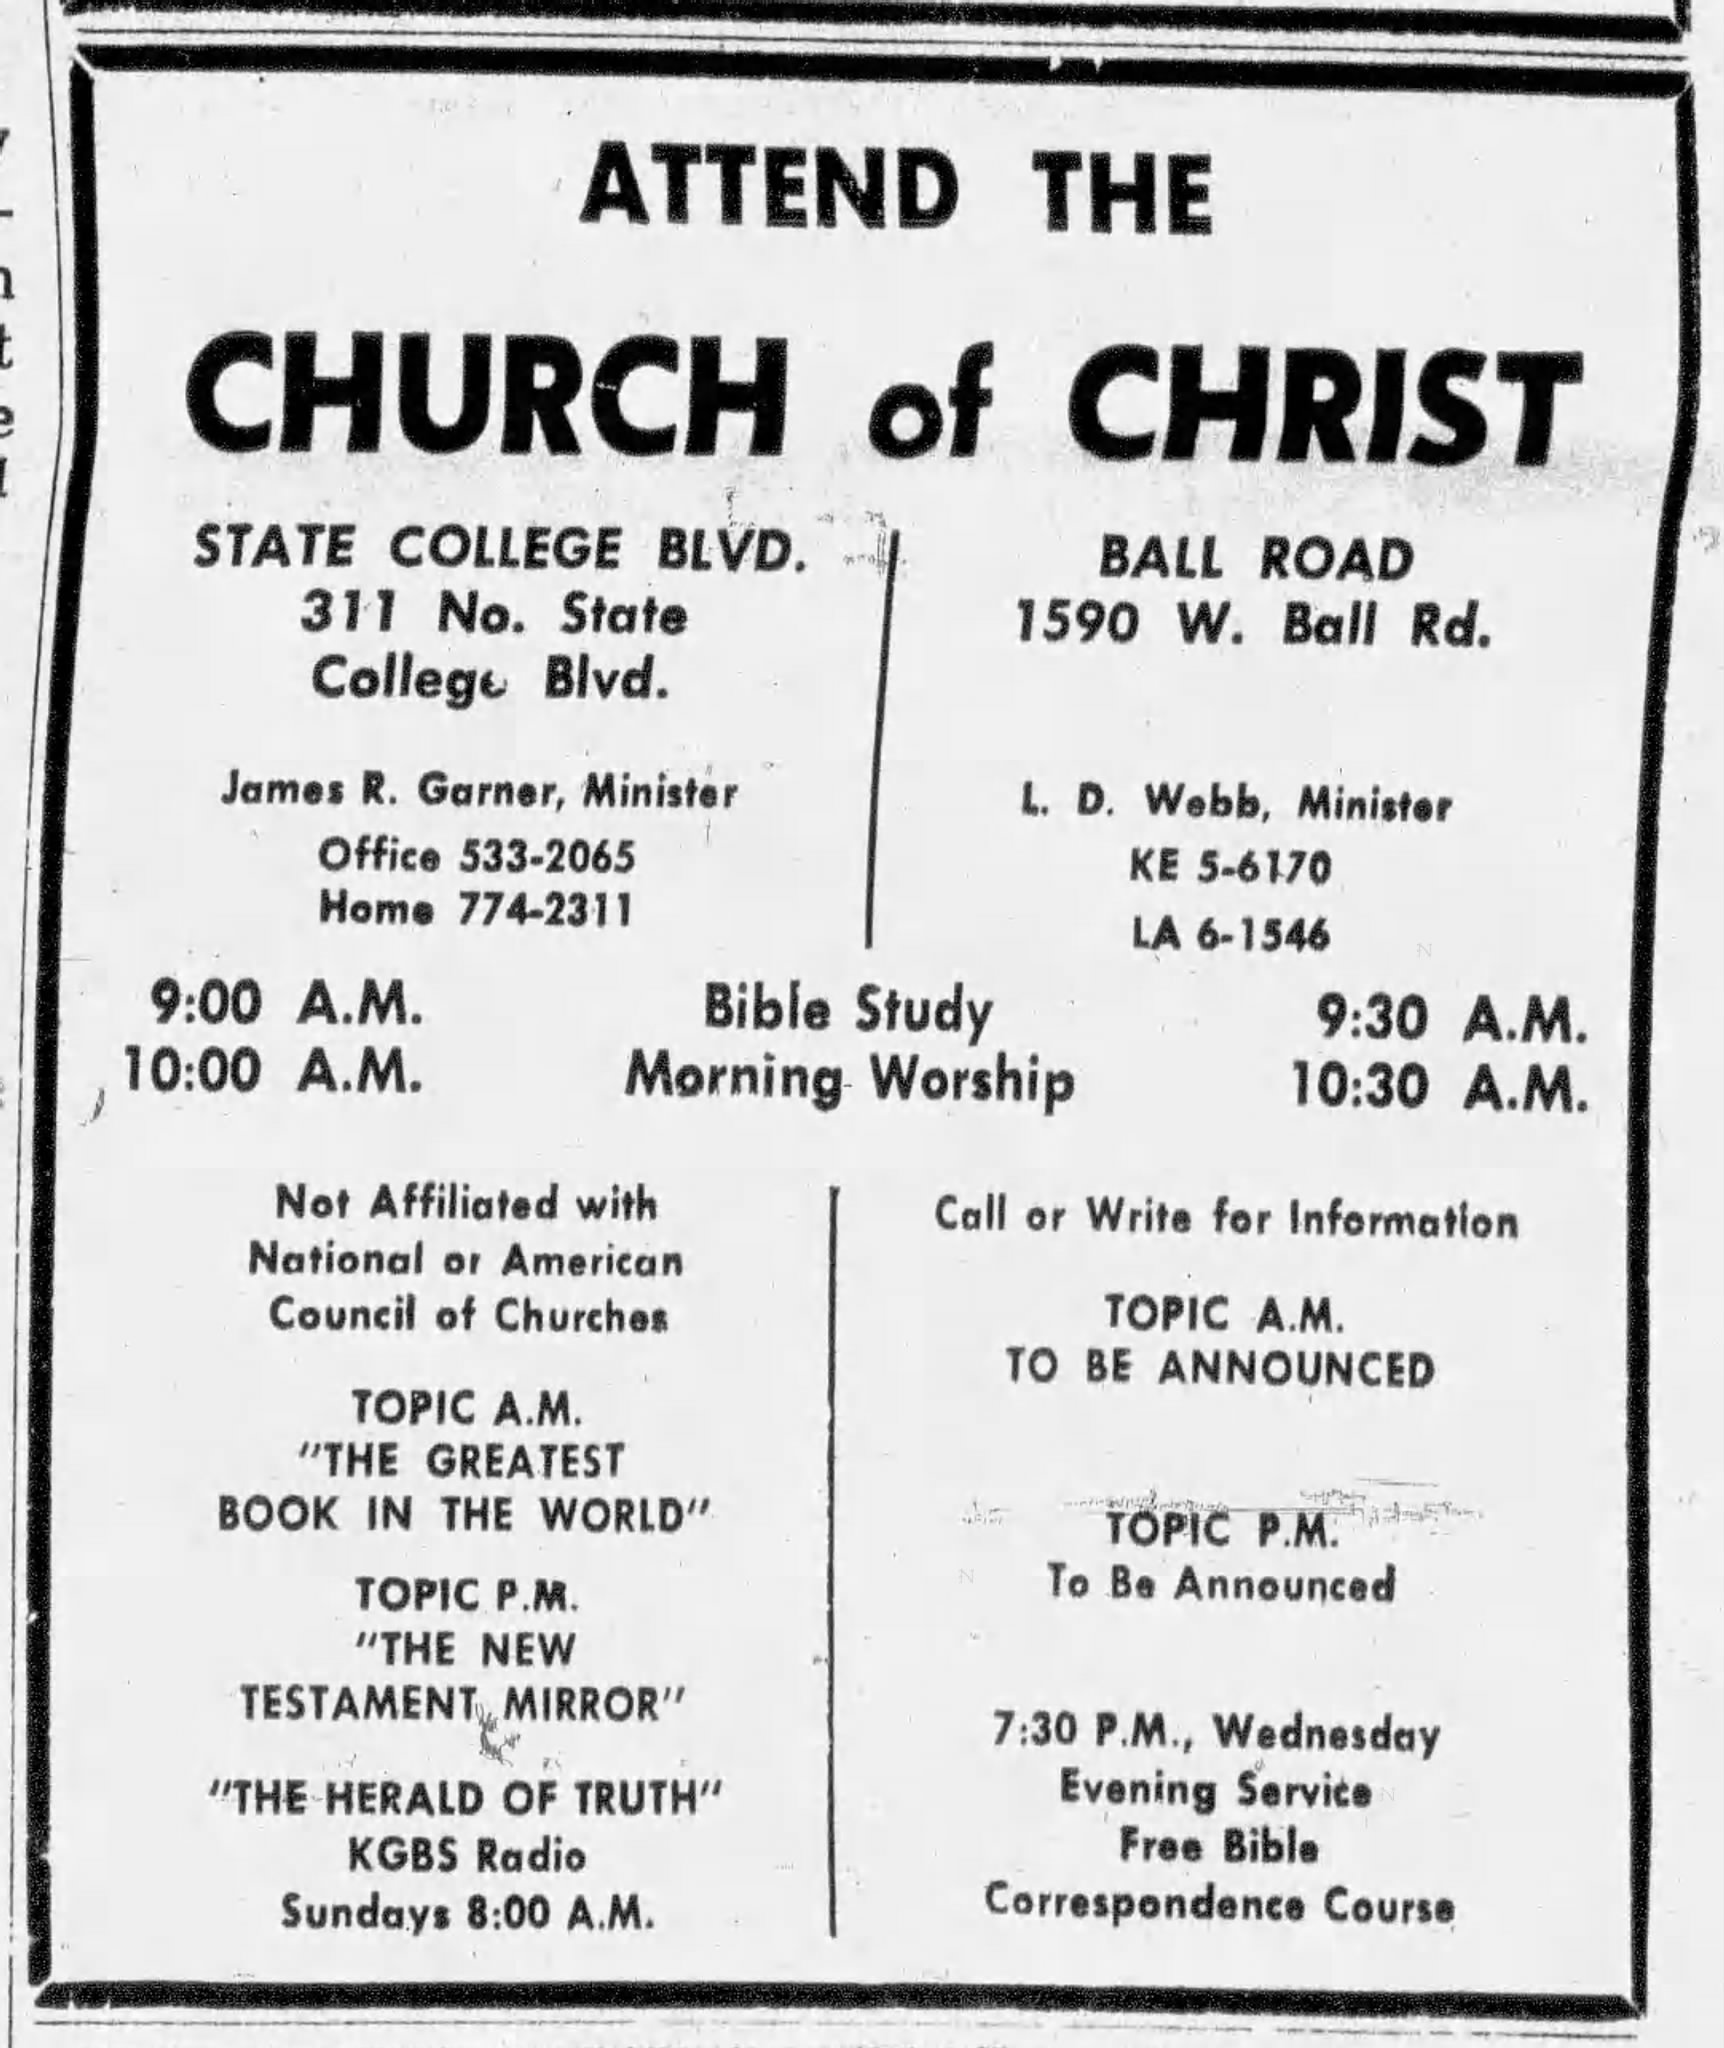 ATTEND THE
CHURCH of CHRIST
STATE COLLEGE BLVD.
311 No. State
College Blvd.
James R. Garner, Minister
Office 533-2065
Home 774-2311
BALL ROAD
1590 W. Ball Rd.
L. D. Webb, Minister
KE 5-6170
LA 6-1546
9:00 A.M. Bible Study 9:30 A.M.
10:00 A.M. Morning Worship 10:30 A.M.
Not Affiliated with
National or American
Council of Churches
TOPIC A.M.
"THE GREATEST
BOOK IN THE WORLD"
TOPIC P.M.
"THE NEW
TESTAMENT MIRROR"
"THE HERALD OF TRUTH"
KGBS Radio
Sundays 8:00 A.M.
Call or Write for Information
TOPIC A.M.
TO BE ANNOUNCED
TOPIC P.M.
To Be Announced
7:30 P.M., Wednesday
Evening Service
Free Bible
Correspondence Course